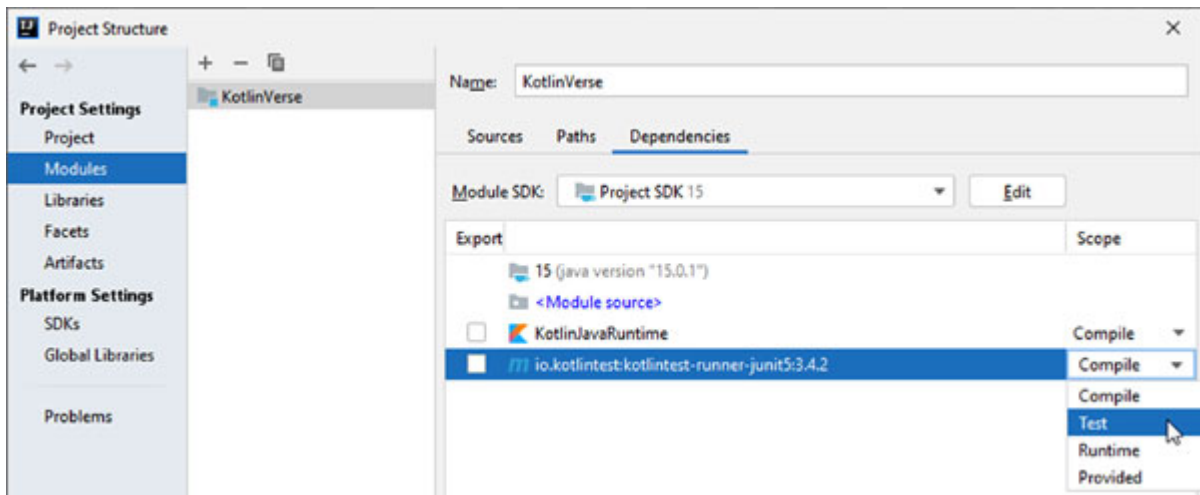 Project Structure
Project Settings
Project
Modules
Libraries
Facets
Artifacts
Platform Settings
SDKs
Global Libraries
Problems
KotlinVerse
Name: KotlinVerse
Sources Paths Dependencies
Module SDK: Project SDK 15 Edit
Export Scope
15 (java version "15.0.1")
<Module source>
KotlinJavaRuntime Compile
io.kotlintest:kotlintest-runner-junit5:3.4.2 Compile
Compile
Test
Runtime
Provided